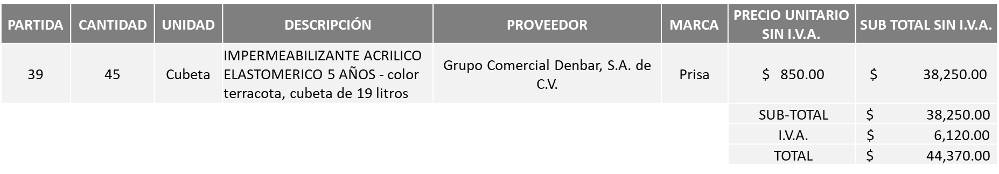 PARTIDA CANTIDAD UNIDAD DESCRIPCIÓN PROVEEDOR MARCA PRECIO UNITARIO SIN I.V.A. SUB TOTAL SIN I.V.A.
39 45 Cubeta IMPERMEABILIZANTE ACRILICO
ELASTOMERICO 5 AÑOS - color
terracota, cubeta de 19 litros
Grupo Comercial Denbar, S.A. de
C.V.
Prisa $ 850.00 $ 38,250.00
SUB-TOTAL $ 38,250.00
I.V.A. $ 6,120.00
TOTAL $ 44,370.00